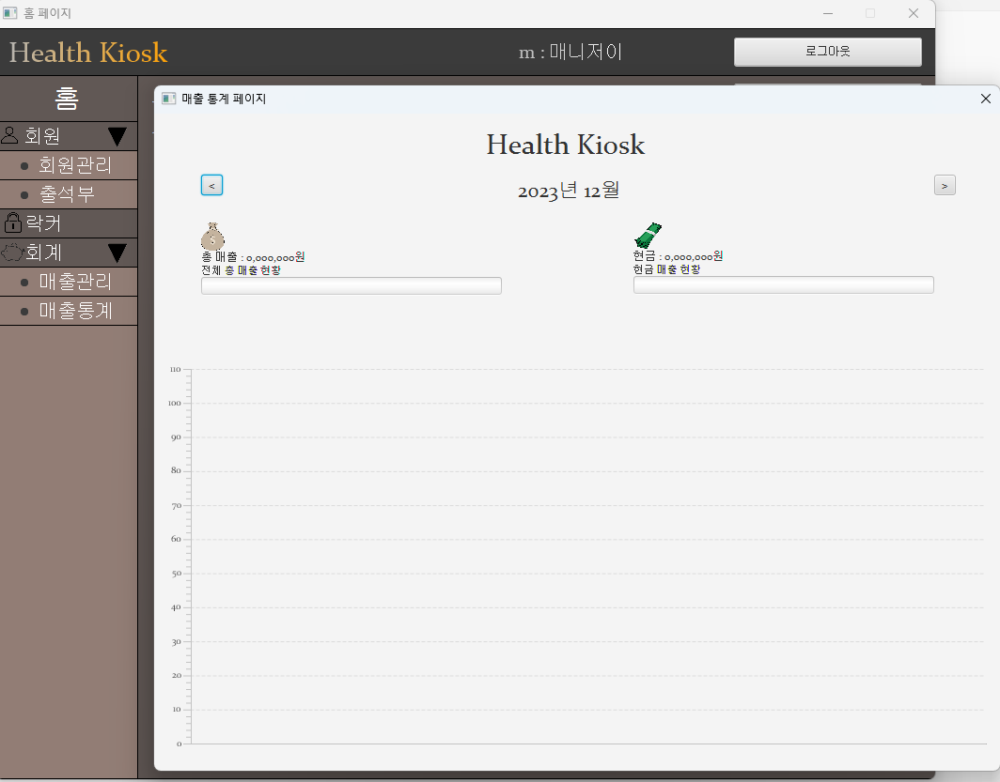 홈 페이지
Health Kiosk
m : 매니저이
로그아웃
홈
회원
회원관리
출석부
락커
회계
매출관리
매출통계
매출 통계 페이지
Health Kiosk
<
2023년 12월
>
총 매출 : 0,000,000원
전체 총 매출 현황
현금 : 0,000,000원
현금 매출 현황
110
100
90
80
70
60
50
40
30
20
10
0